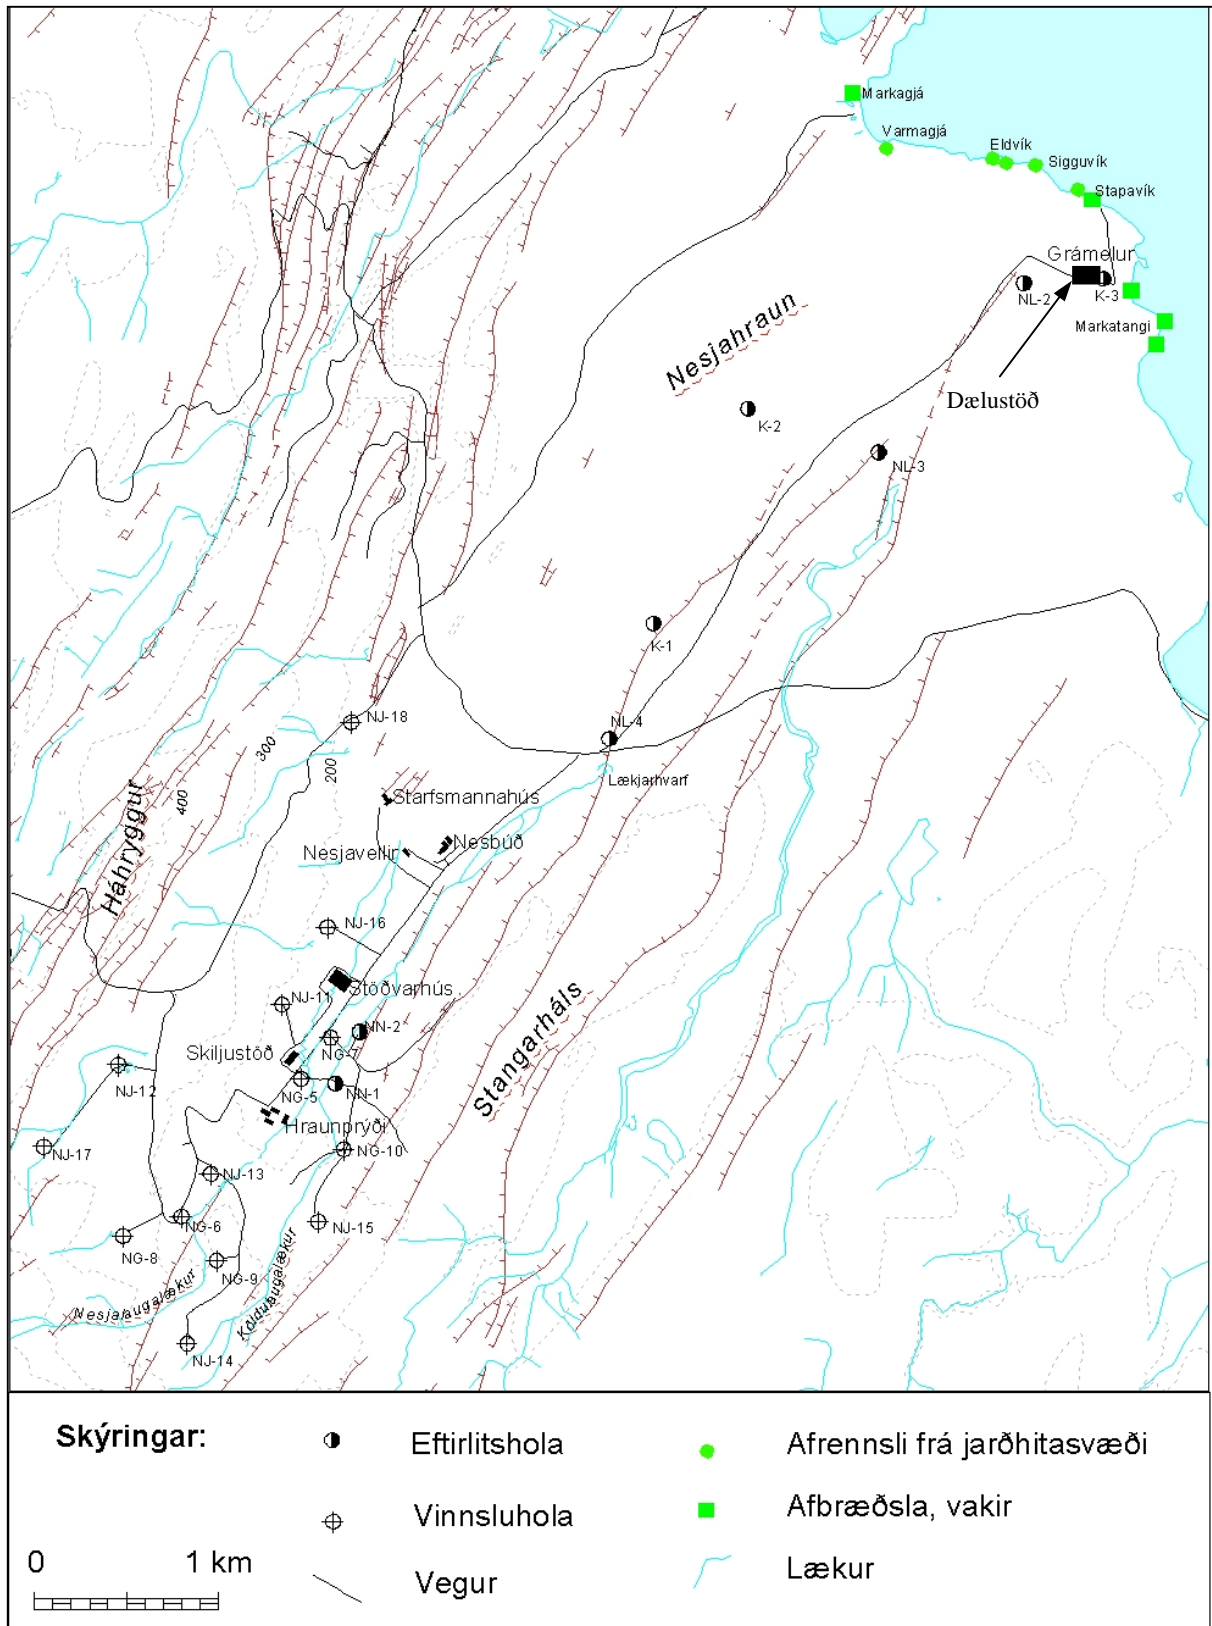 Markagjá
Varmagjá
Eldvík
Sigguvík
Stapavík
Grámelur
NL-2
K-3
Markatangi
Nesjahraun
Dælustöð
K-2
NL-3
K-1
NJ-18
NL-4
300
200
Lækjarhvarf
400
Starfsmannahús
Háhryggur
Nesbúð
Nesjavellir
NJ-16
Stöðvarhús
NJ-11
Stangarháls
NN-2
NG-7
Skiljustöð
NJ-12
NG-5
NN-1
Hraunprýði
NJ-17
NG-10
NJ-13
NG-6
NJ-15
NG-8
NG-9
Nesjalaugalækur
Köldulaugalækur
NJ-14
Skýringar:
Eftirlitshola
Afrennsli frá jarðhitasvæði
Vinnsluhola
Afbræðsla, vakir
0 1 km
Vegur
Lækur